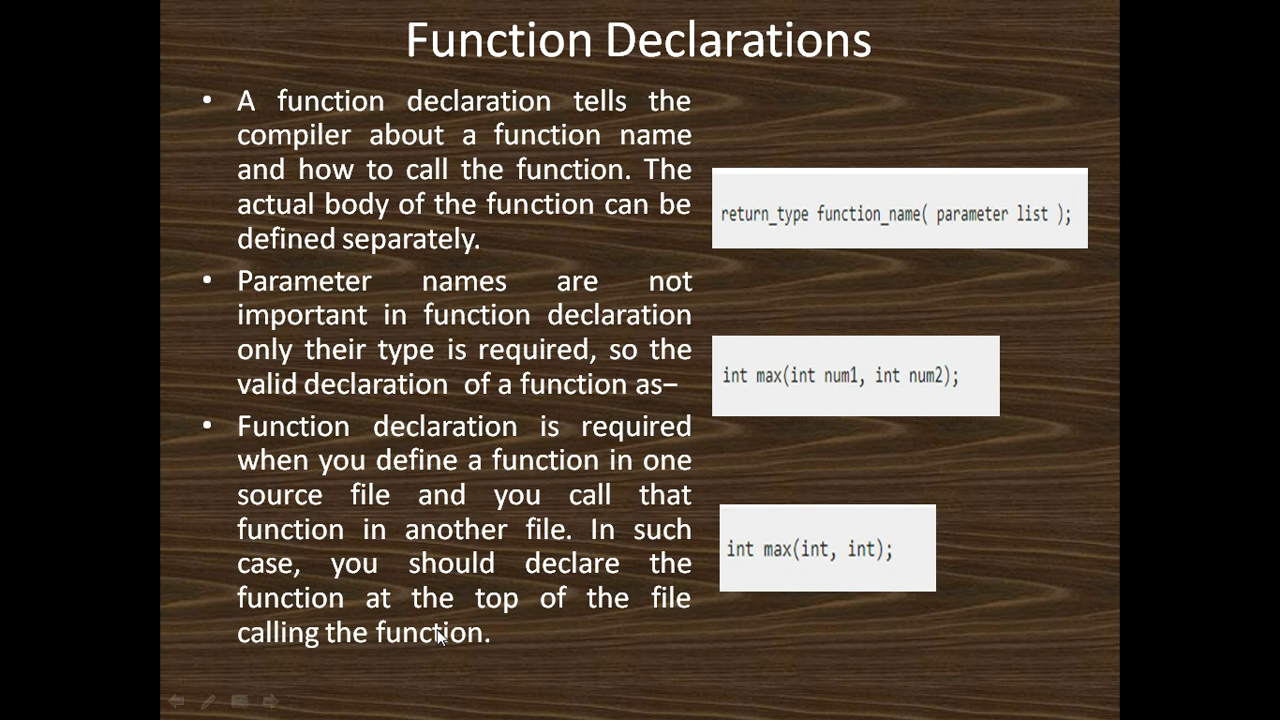 Function Declarations
• A function declaration tells the
compiler about a function name
and how to call the function. The
actual body of the function can be
defined separately.
• Parameter names are not
important in function declaration
only their type is required, so the
valid declaration of a function as−
• Function declaration is required
when you define a function in one
source file and you call that
function in another file. In such
case, you should declare the
function at the top of the file
calling the function.
return_type function_name( parameter list );
int max(int num1, int num2);
int max(int, int);